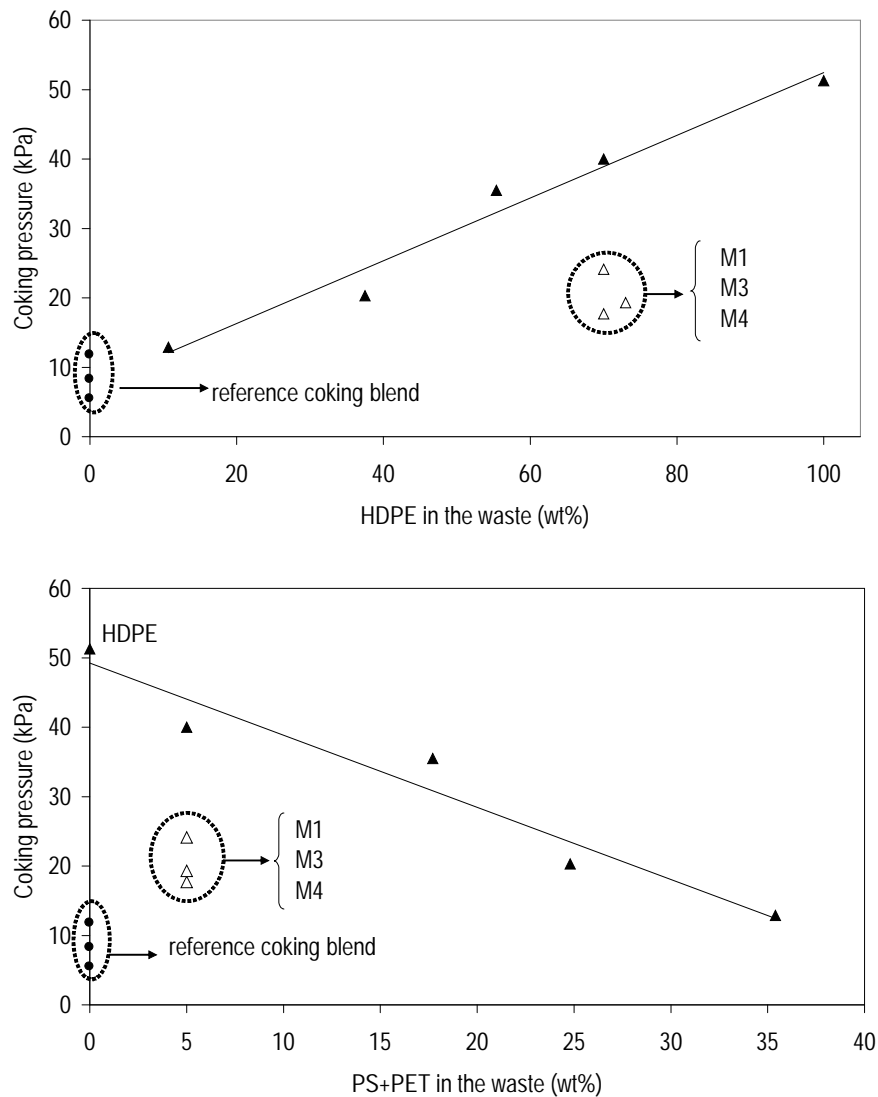 60
50
40
30
20
10
0
Coking pressure (kPa)
M1
M3
M4
reference coking blend
0 20 40 60 80 100
HDPE in the waste (wt%)
60
50
40
30
20
10
0
Coking pressure (kPa)
HDPE
M1
M3
M4
reference coking blend
0 5 10 15 20 25 30 35 40
PS+PET in the waste (wt%)